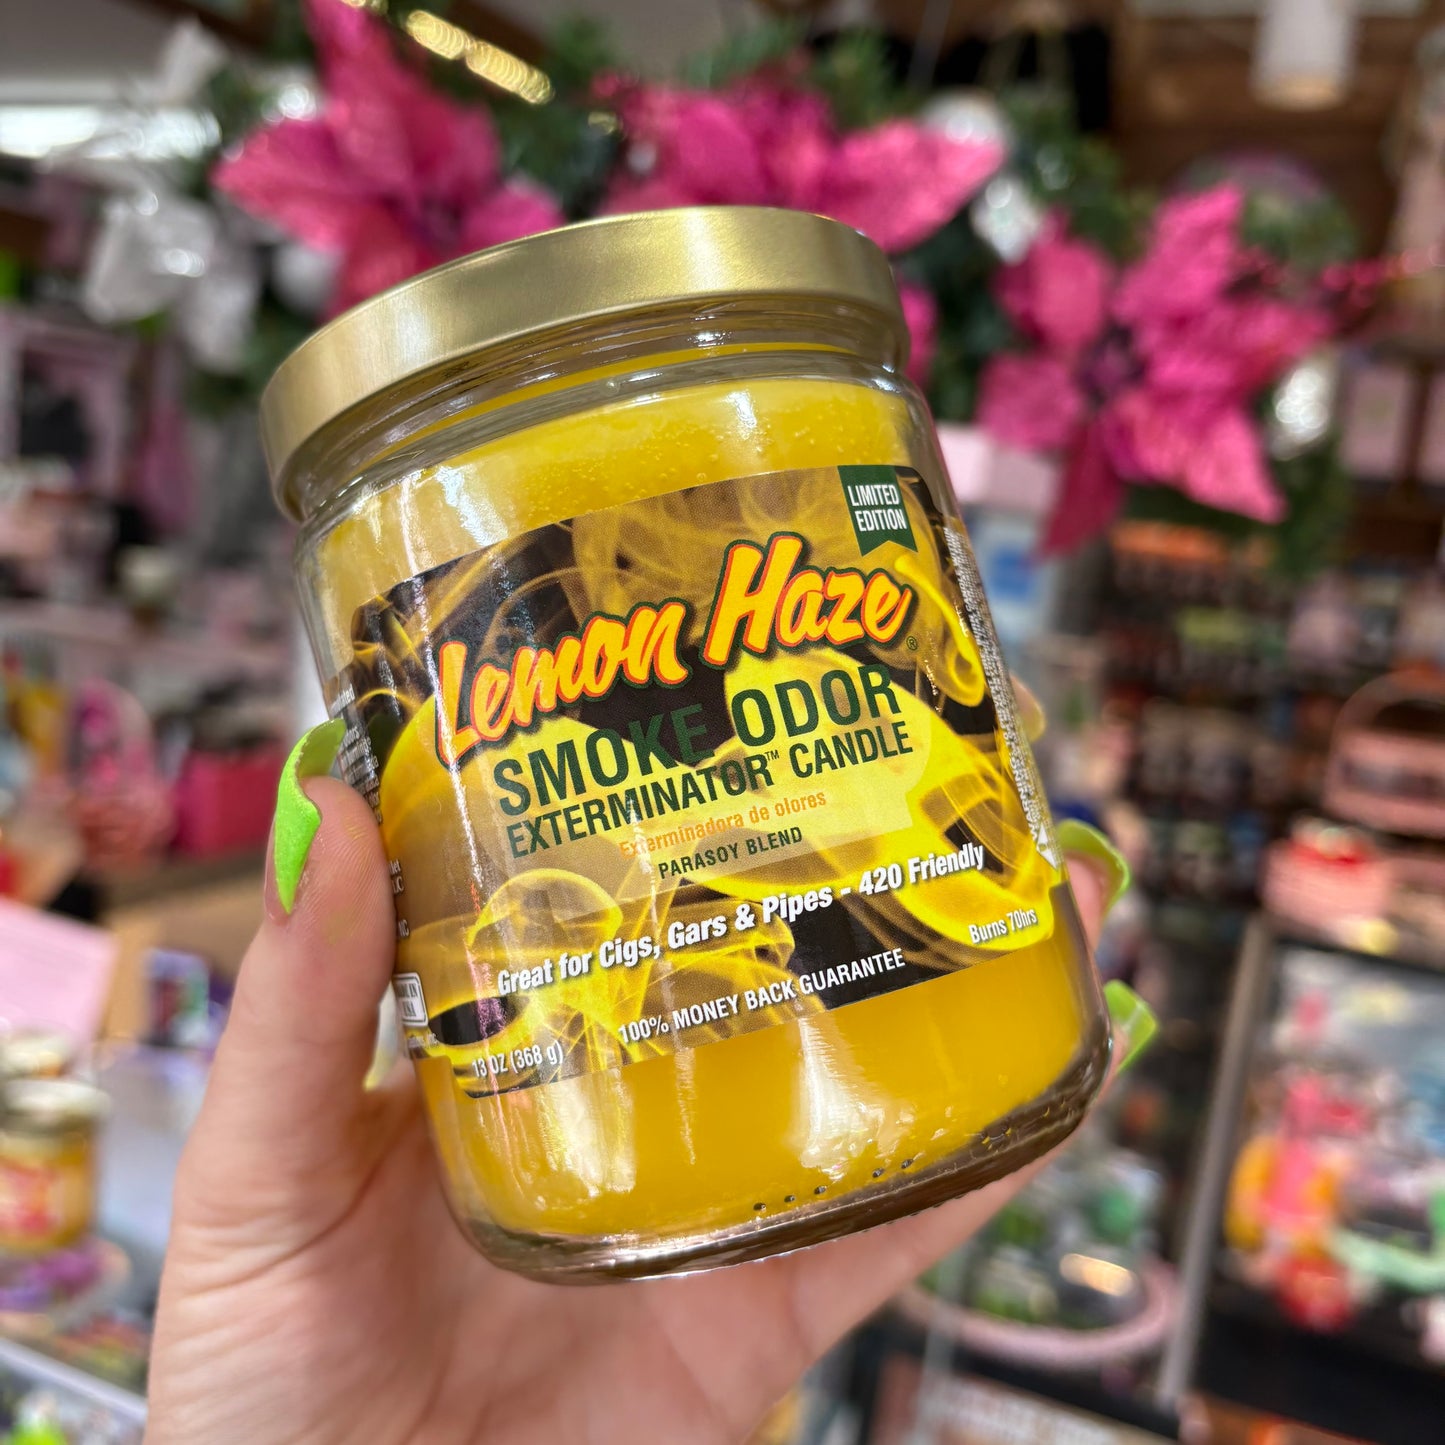 LIMITED
EDITION
Lemon Haze®
SMOKE ODOR
EXTERMINATOR™ CANDLE
Exterminadora de olores
PARASOY BLEND
Great for Cigs, Gars & Pipes - 420 Friendly
Burns 70hrs
100% MONEY BACK GUARANTEE
13 OZ (368 g)